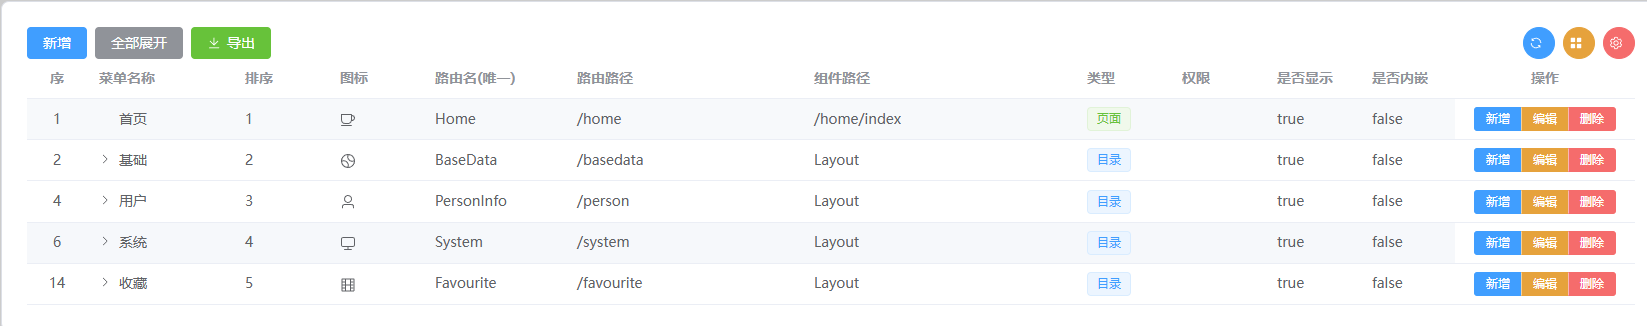 新增 全部展开 导出
序 菜单名称 排序 图标 路由名(唯一) 路由路径 组件路径 类型 权限 是否显示 是否内嵌 操作
1 首页 1 Home /home /home/index 页面 true false 新增 编辑 删除
2 基础 2 BaseData /basedata Layout 目录 true false 新增 编辑 删除
4 用户 3 PersonInfo /person Layout 目录 true false 新增 编辑 删除
6 系统 4 System /system Layout 目录 true false 新增 编辑 删除
14 收藏 5 Favourite /favourite Layout 目录 true false 新增 编辑 删除